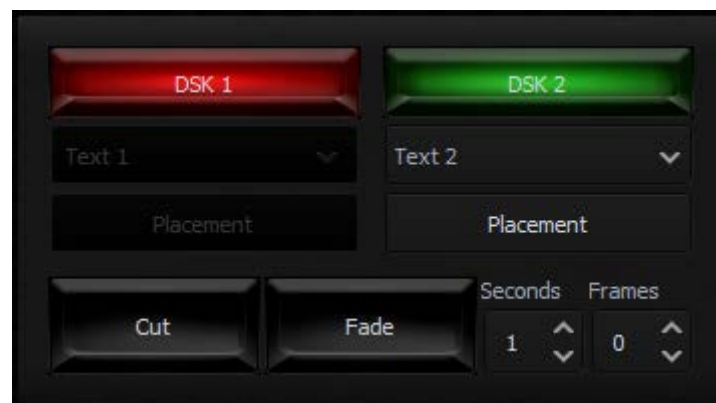 DSK 1 DSK 2
Text 1 Text 2
Placement Placement
Seconds Frames
Cut Fade 1 0